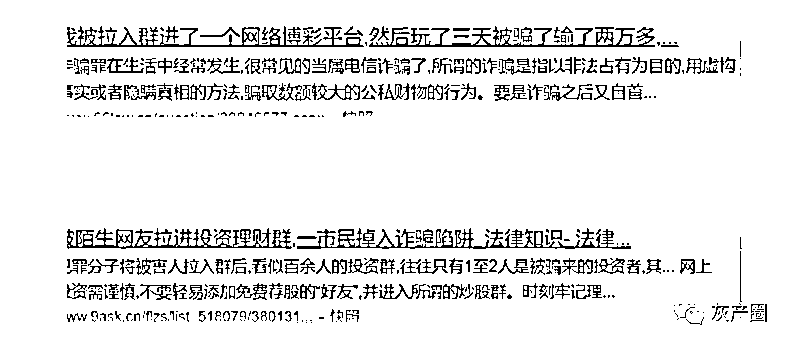 被拉入群进了一个网络博彩平台,然后玩了三天被骗了输了两万多,...
骗罪在生活中经常发生,很常见的当属电信诈骗了,所谓的诈骗是指以非法占有为目的,用虚构
事实或者隐瞒真相的方法,骗取数额较大的公私财物的行为。要是诈骗之后又自首...
快照
被陌生网友拉进投资理财群,一市民掉入诈骗陷阱_法律知识-法律...
犯罪分子将被害人拉入群后,看似百余人的投资群,往往只有1至2人是被骗来的投资者,其... 网上
投资需谨慎,不要轻易添加免费荐股的“好友”,并进入所谓的炒股群。时刻牢记理...
ww.9ask.cn/flzs/list_518079/380131... - 快照
灰产圈